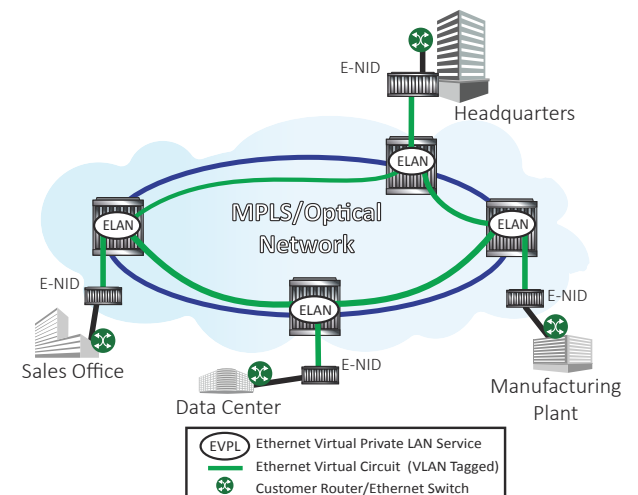 E-NID
Headquarters
ELAN
MPLS/Optical
Network
ELAN
ELAN
E-NID
E-NID
ELAN
Sales Office
E-NID
Manufacturing
Plant
Data Center
EVPL Ethernet Virtual Private LAN Service
Ethernet Virtual Circuit (VLAN Tagged)
Customer Router/Ethernet Switch